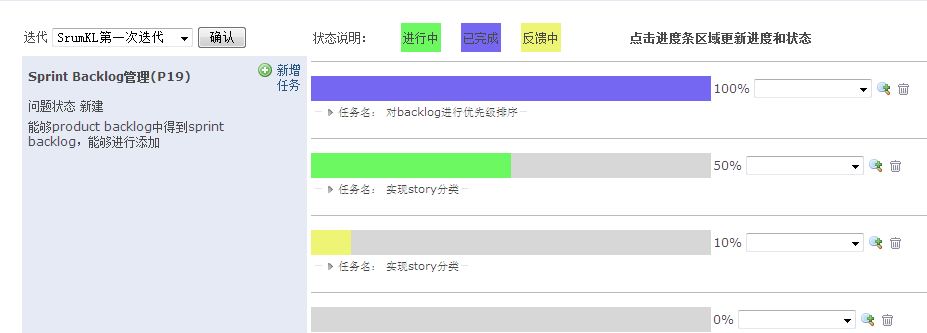 迭代 SrumKL第一次迭代 确认
状态说明： 进行中 已完成 反馈中 点击进度条区域更新进度和状态
Sprint Backlog管理(P19)
新增
任务
问题状态 新建
能够product backlog中得到sprint
backlog，能够进行添加
100%
任务名： 对backlog进行优先级排序
50%
任务名： 实现story分类
10%
任务名： 实现story分类
0%